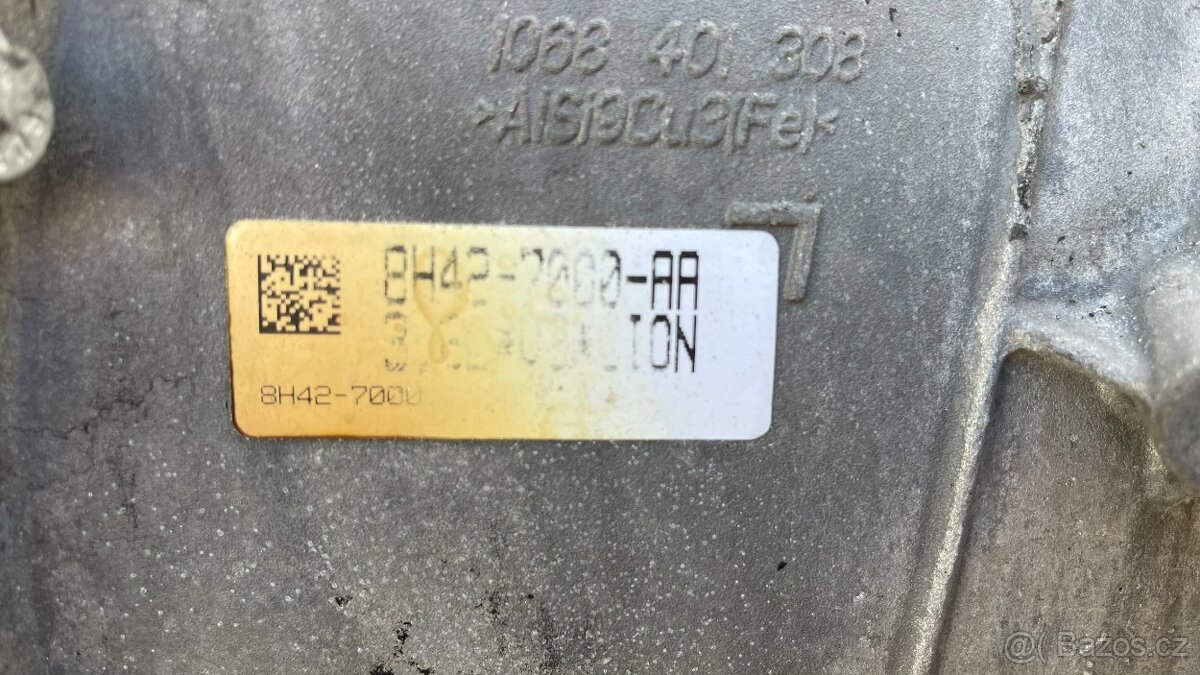 1068 401 308
>AlSi9Cu3(Fe)<
8H42-7000-AA
8H42-7000
Bazos.cz